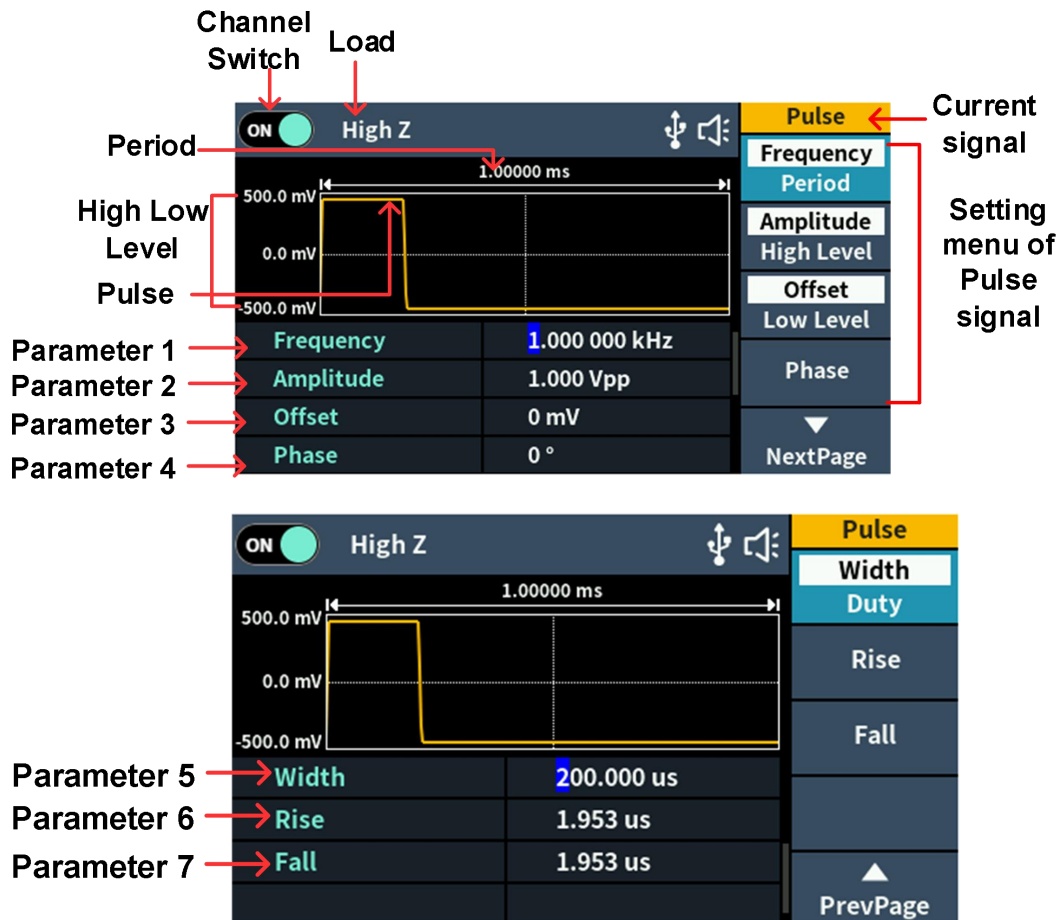 Channel
Switch
Load
Period
High Low
Level
Pulse
Parameter 1
Parameter 2
Parameter 3
Parameter 4
ON
High Z
1.00000 ms
500.0 mV
0.0 mV
-500.0 mV
Frequency 1.000 000 kHz
Amplitude 1.000 Vpp
Offset 0 mV
Phase 0 °
Pulse
Frequency
Period
Amplitude
High Level
Offset
Low Level
Phase
NextPage
Current
signal
Setting
menu of
Pulse
signal
ON
High Z
1.00000 ms
500.0 mV
0.0 mV
-500.0 mV
Parameter 5
Parameter 6
Parameter 7
Width 200.000 us
Rise 1.953 us
Fall 1.953 us
Pulse
Width
Duty
Rise
Fall
PrevPage